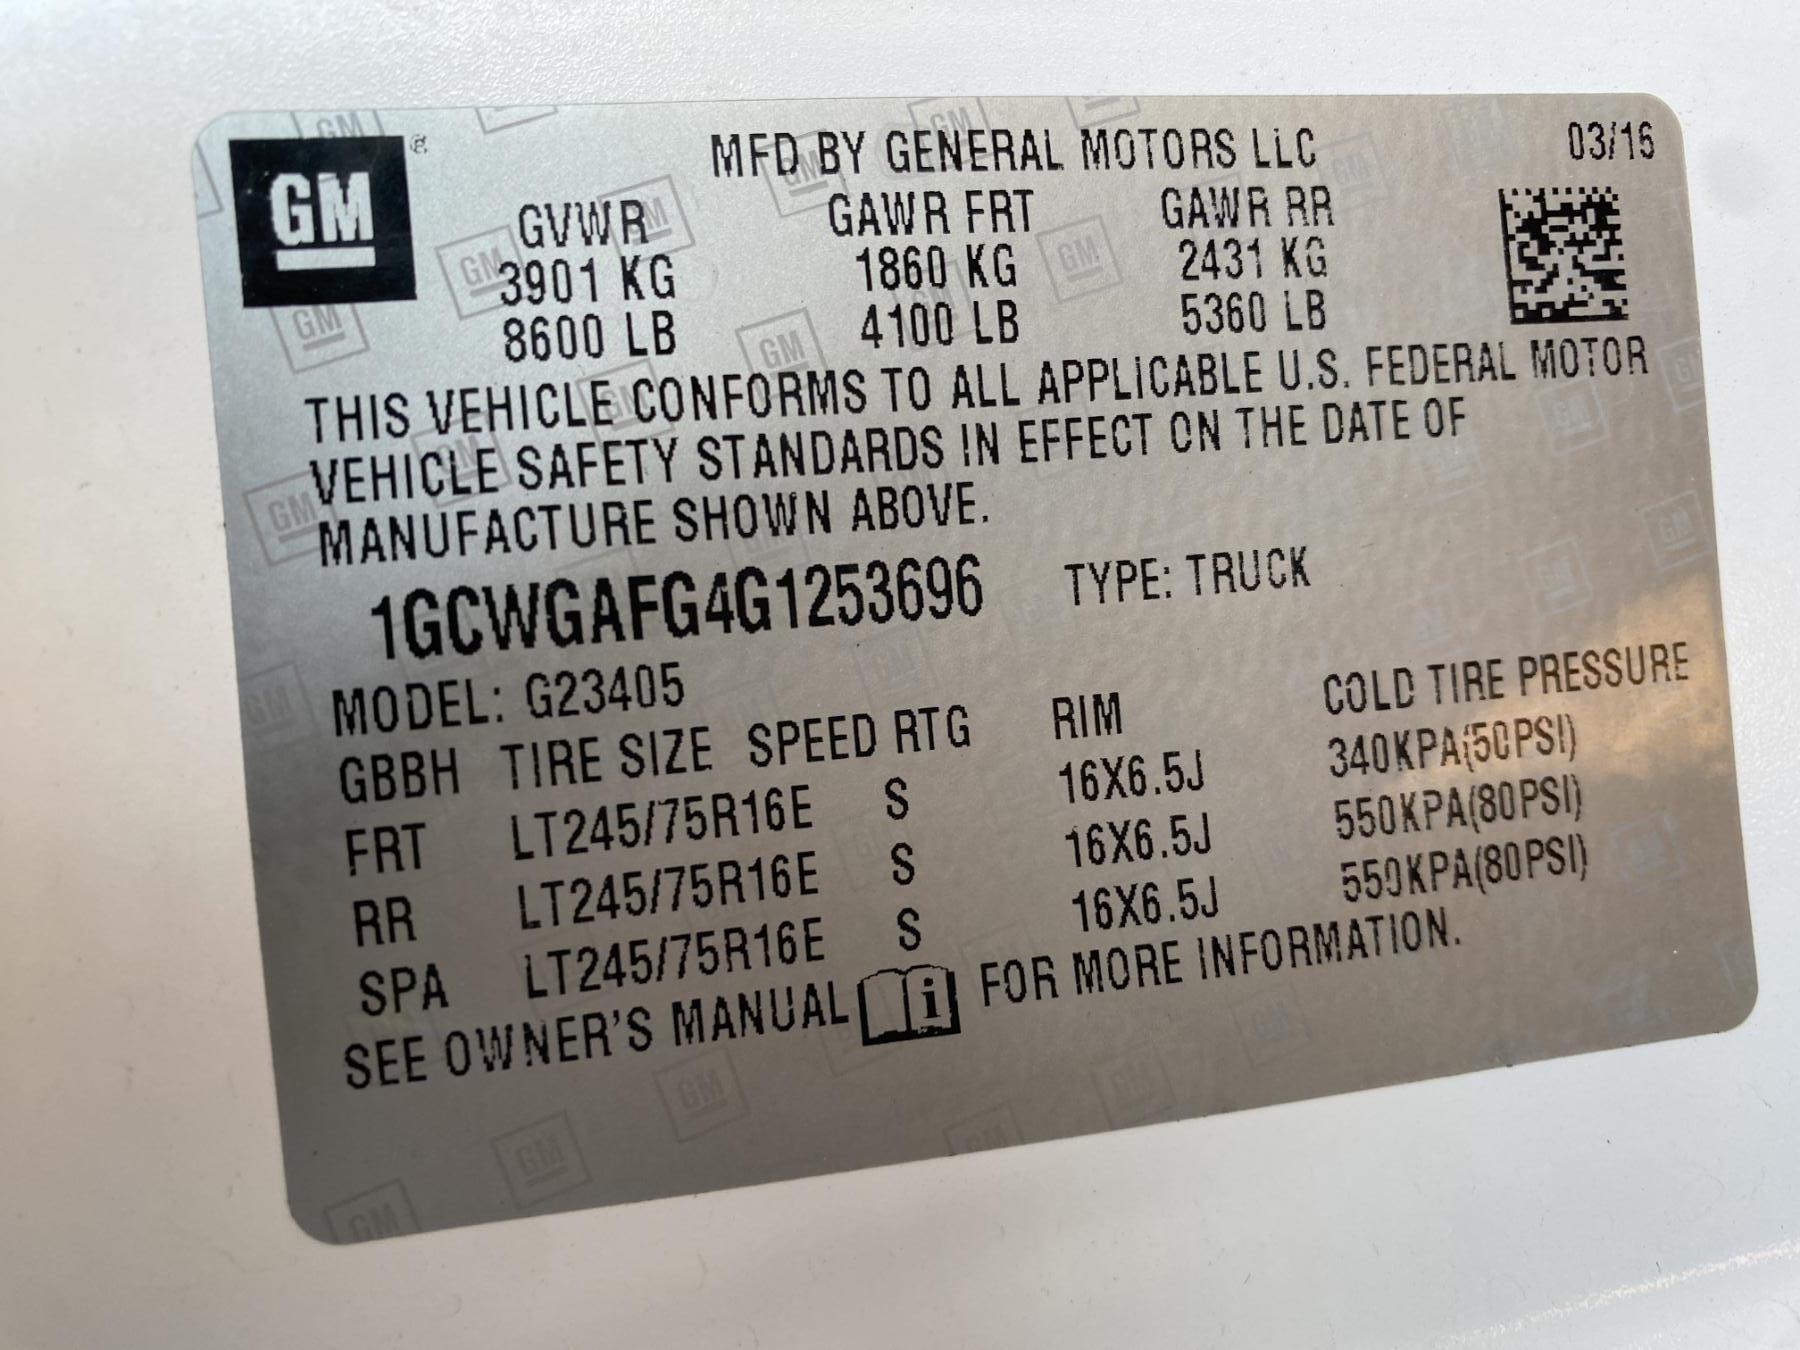 GM
MFD BY GENERAL MOTORS LLC 03/16
GVWR GAWR FRT GAWR RR
3901 KG 1860 KG 2431 KG
8600 LB 4100 LB 5360 LB
THIS VEHICLE CONFORMS TO ALL APPLICABLE U.S. FEDERAL MOTOR
VEHICLE SAFETY STANDARDS IN EFFECT ON THE DATE OF
MANUFACTURE SHOWN ABOVE.
1GCWGAFG4G1253696 TYPE: TRUCK
MODEL: G23405
GBBH TIRE SIZE SPEED RTG RIM COLD TIRE PRESSURE
FRT LT245/75R16E S 16X6.5J 340KPA(50PSI)
RR LT245/75R16E S 16X6.5J 550KPA(80PSI)
SPA LT245/75R16E S 16X6.5J 550KPA(80PSI)
SEE OWNER'S MANUAL i FOR MORE INFORMATION.